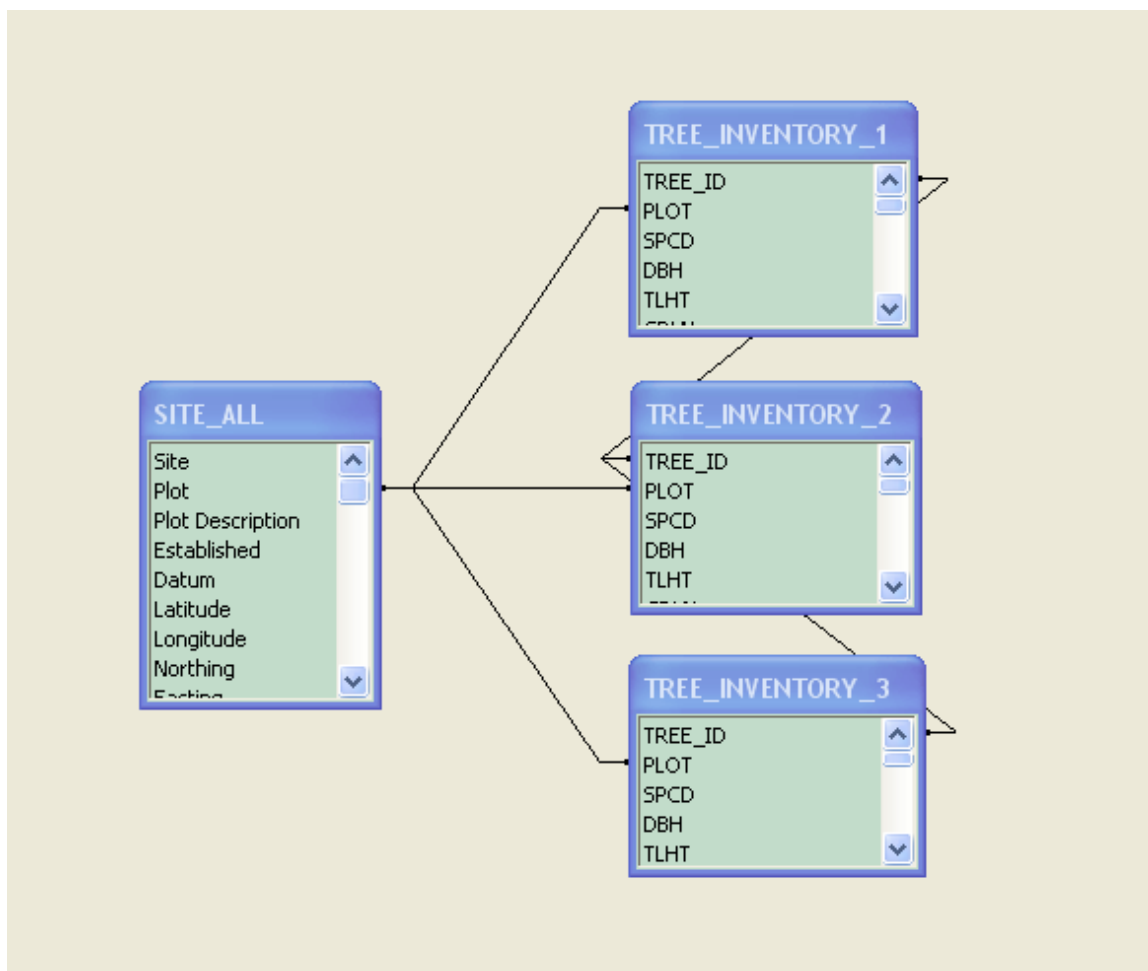 TREE_INVENTORY_1
TREE_ID
PLOT
SPCD
DBH
TLHT
SITE_ALL
Site
Plot
Plot Description
Established
Datum
Latitude
Longitude
Northing
Easting
TREE_INVENTORY_2
TREE_ID
PLOT
SPCD
DBH
TLHT
TREE_INVENTORY_3
TREE_ID
PLOT
SPCD
DBH
TLHT